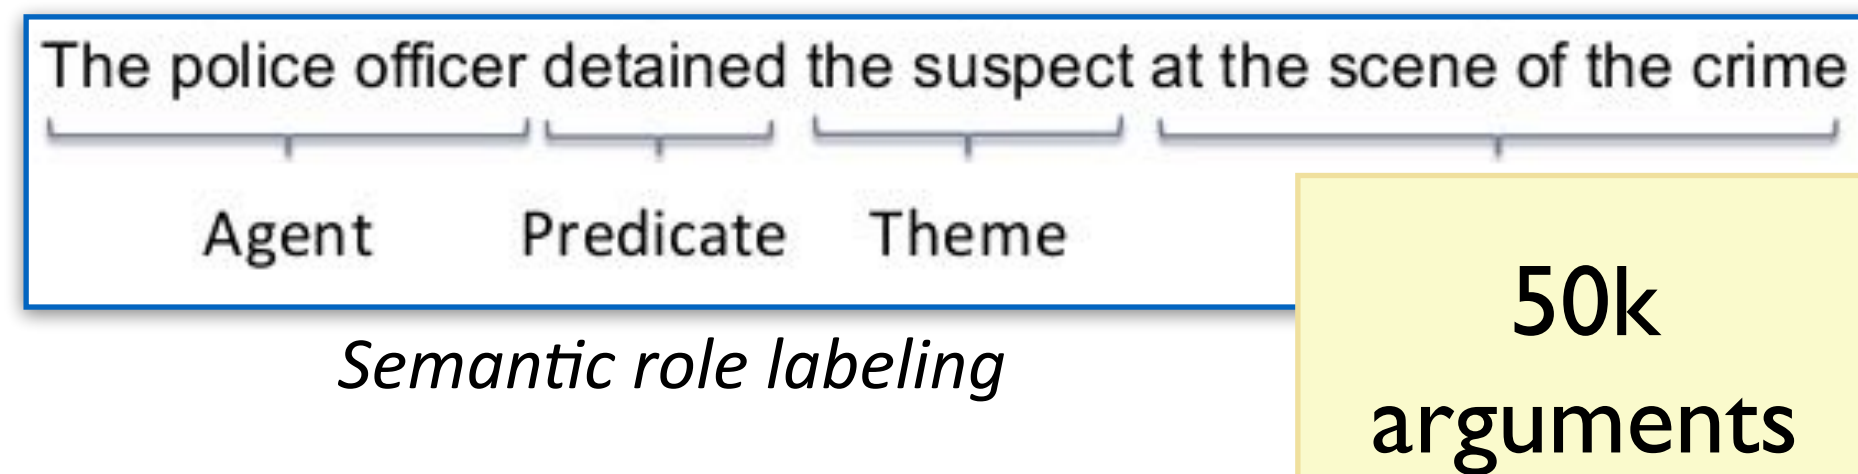 The police officer detained the suspect at the scene of the crime
Agent Predicate Theme
Semantic role labeling
50k
arguments